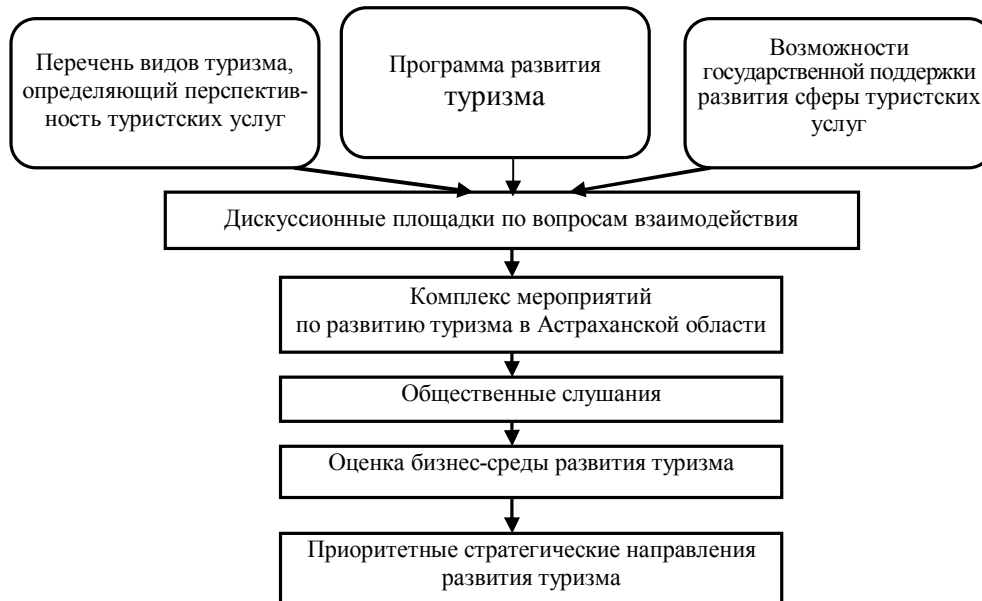 Перечень видов туризма,
определяющий перспектив-
ность туристских услуг
Программа развития
туризма
Возможности
государственной поддержки
развития сферы туристских
услуг
Дискуссионные площадки по вопросам взаимодействия
Комплекс мероприятий
по развитию туризма в Астраханской области
Общественные слушания
Оценка бизнес-среды развития туризма
Приоритетные стратегические направления
развития туризма